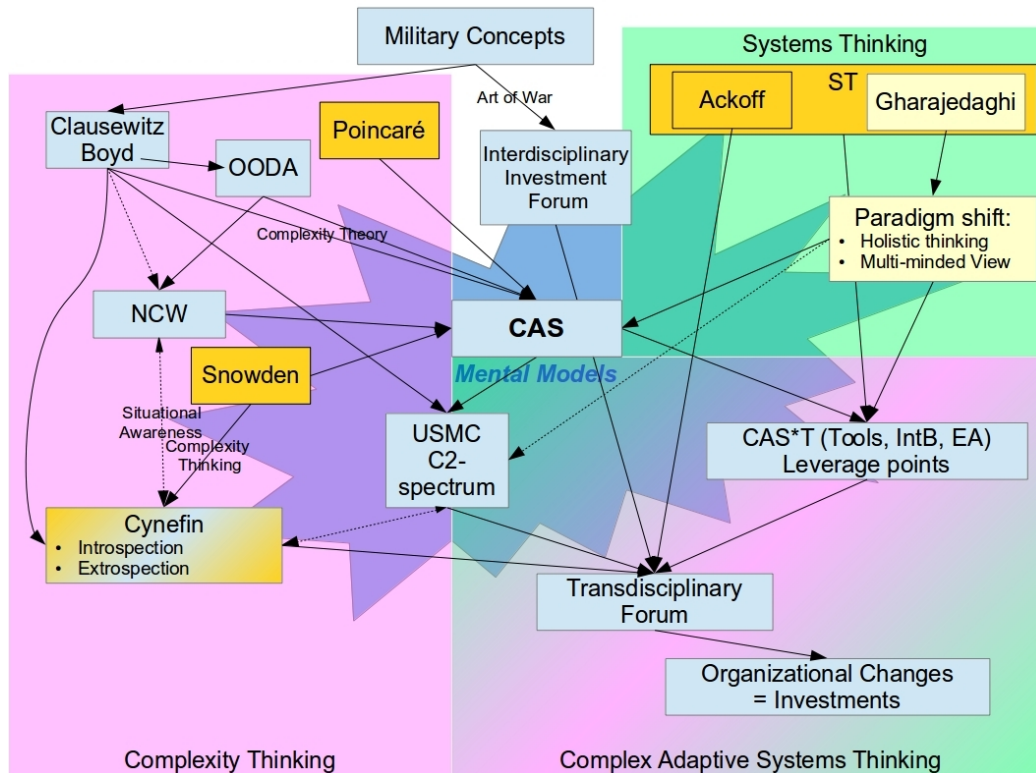 Military Concepts
Systems Thinking
ST
Ackoff
Gharajedaghi
Art of War
Clausewitz
Boyd
Poincaré
OODA
Interdisciplinary
Investment
Forum
Paradigm shift:
• Holistic thinking
• Multi-minded View
Complexity Theory
NCW
CAS
Snowden
Mental Models
Situational
Awareness
Complexity
Thinking
USMC
C2-
spectrum
CAS*T (Tools, IntB, EA)
Leverage points
Cynefin
• Introspection
• Extrospection
Transdisciplinary
Forum
Organizational Changes
= Investments
Complexity Thinking
Complex Adaptive Systems Thinking